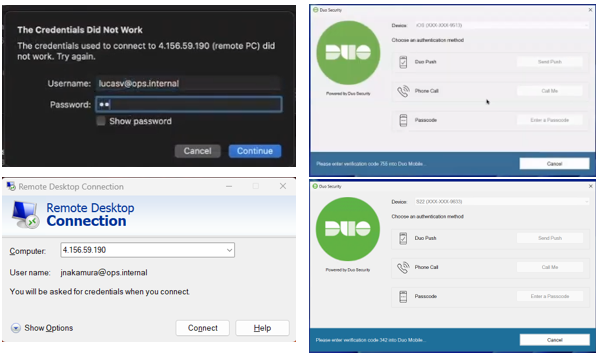 The Credentials Did Not Work
The credentials used to connect to 4.156.59.190 (remote PC) did
not work. Try again.
Username: lucasv@ops.internal
Password:
Show password
Cancel
Continue
Duo Security
Device: iOS (XXX-XXX-9573)
Choose an authentication method
DUO
Duo Push
Send Push
Phone Call
Call Me
Powered by Duo Security
Passcode
Enter a Passcode
Please enter verification code 759 into Duo Mobile...
Cancel
Remote Desktop Connection
Remote Desktop
Connection
Computer: 4.156.59.190
User name: jnakamura@ops.internal
You will be asked for credentials when you connect.
Show Options
Connect
Help
Duo Security
Device:
Choose an authentication method
DUO
Duo Push
Send Push
Phone Call
Call Me
Powered by Duo Security
Passcode
Enter a Passcode
Please enter verification code 342 into Duo Mobile...
Cancel